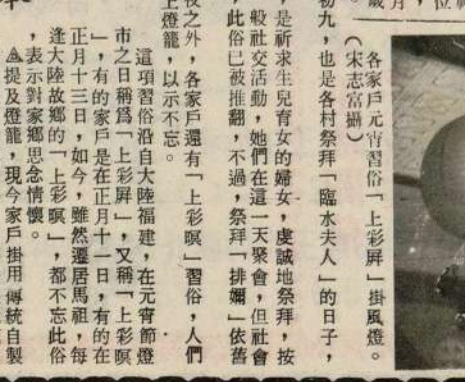 各家戶元宵習俗「上彩屏」掛風燈。
（宋志富攝）
初九，也是各村祭拜「臨水夫人」的日子，
是祈求生兒育女的婦女，虔誠地祭拜，按
般社交活動，她們在這一天聚會，但社會
，此俗已被推翻，不過，祭拜「排嬭」依舊
之外，各家戶還有「上彩暝」習俗，人們
上燈籠，以示不忘。
這項習俗沿自大陸福建，在元宵節燈
市之日稱爲「上彩屏」，又稱「上彩暝
」，有的家戶是在正月十一日，有的在
正月十三日，如今，雖然遷居馬祖，每
逢大陸故鄉的「上彩暝」，都不忘此俗
，表示對家鄉思念情懷。
△提及燈籠，現今家戶掛用傳統自製